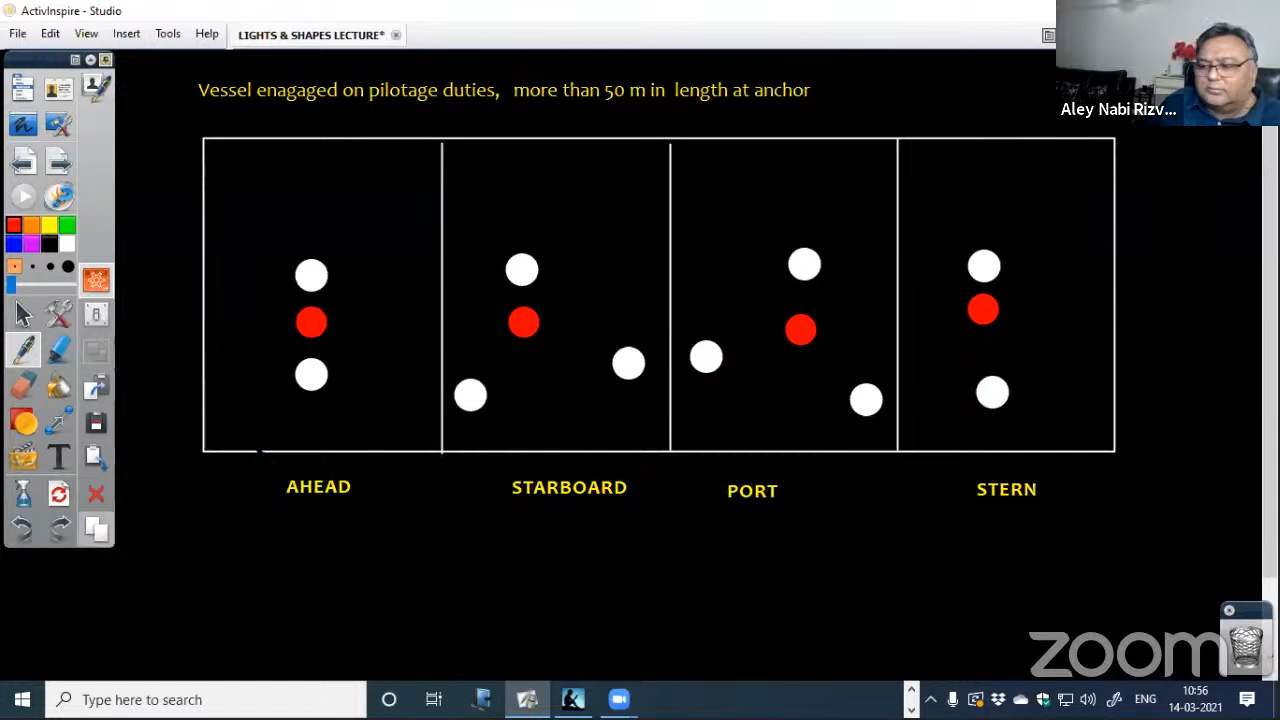 ActivInspire - Studio
File Edit View Insert Tools Help LIGHTS & SHAPES LECTURE*
Vessel enagaged on pilotage duties, more than 50 m in length at anchor
Aley Nabi Rizv...
AHEAD STARBOARD PORT STERN
zoom
Type here to search
ENG
10:56
14-03-2021